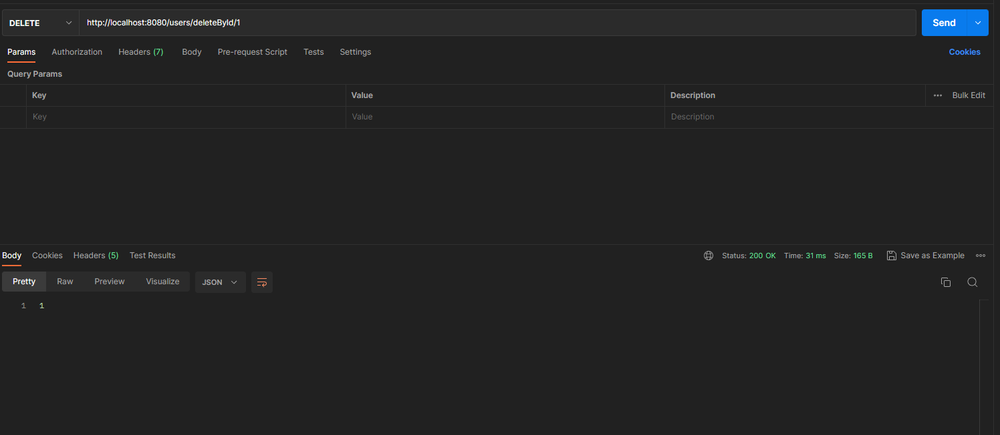 DELETE http://localhost:8080/users/deleteById/1 Send
Params Authorization Headers (7) Body Pre-request Script Tests Settings Cookies
Query Params
Key Value Description Bulk Edit
Key Value Description
Body Cookies Headers (5) Test Results Status: 200 OK Time: 31 ms Size: 165 B Save as Example
Pretty Raw Preview Visualize JSON
1 1